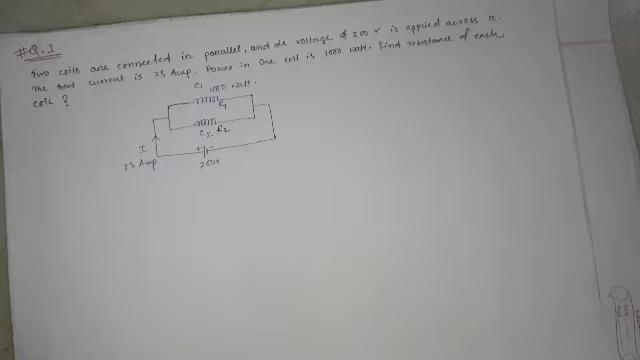 #Q.1
Two coils are connected in parallel, and dc voltage of 200 V is applied across it.
The total current is 25 Amp. Power in one coil is 1000 watt. Find resistance of each
coil ?
C1 1000 watt.
R1
C2 R2
I
25 Amp
+ -
200V